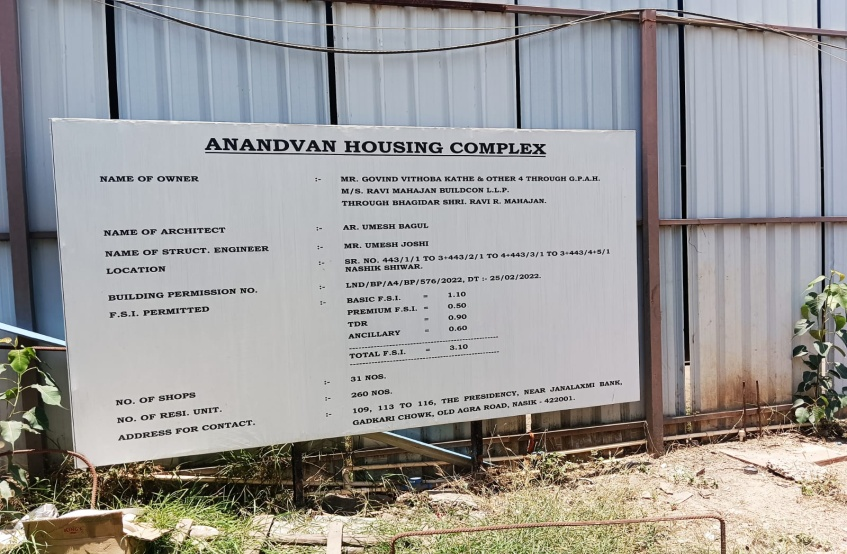 ANANDVAN HOUSING COMPLEX
NAME OF OWNER :- MR. GOVIND VITHOBA KATHE & OTHER 4 THROUGH G.P.A.H.
M/S. RAVI MAHAJAN BUILDCON L.L.P.
THROUGH BHAGIDAR SHRI. RAVI R. MAHAJAN.
NAME OF ARCHITECT :- AR. UMESH BAGUL
NAME OF STRUCT. ENGINEER :- MR. UMESH JOSHI
LOCATION :- SR. NO. 443/1/1 TO 3+443/2/1 TO 4+443/3/1 TO 3+443/4+5/1
NASHIK SHIWAR.
BUILDING PERMISSION NO. :- LND/BP/A4/BP/576/2022, DT :- 25/02/2022.
F.S.I. PERMITTED :- BASIC F.S.I. = 1.10
PREMIUM F.S.I. = 0.50
TDR = 0.90
ANCILLARY = 0.60
TOTAL F.S.I. = 3.10
NO. OF SHOPS :- 31 NOS.
NO. OF RESI. UNIT. :- 260 NOS.
ADDRESS FOR CONTACT. :- 109, 113 TO 116, THE PRESIDENCY, NEAR JANALAXMI BANK,
GADKARI CHOWK, OLD AGRA ROAD, NASIK - 422001.